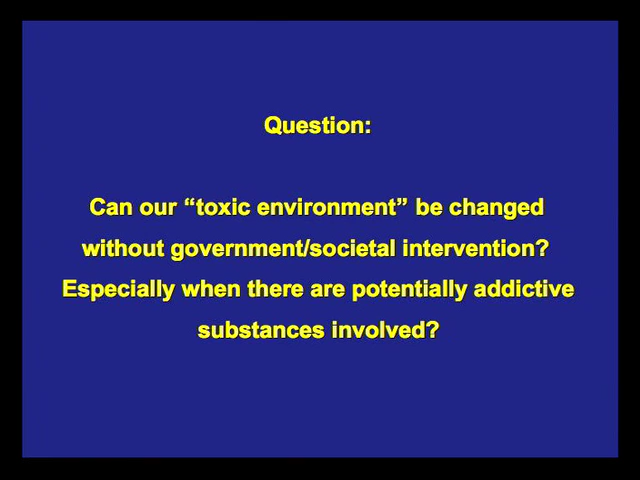 Question:
Can our “toxic environment” be changed
without government/societal intervention?
Especially when there are potentially addictive
substances involved?